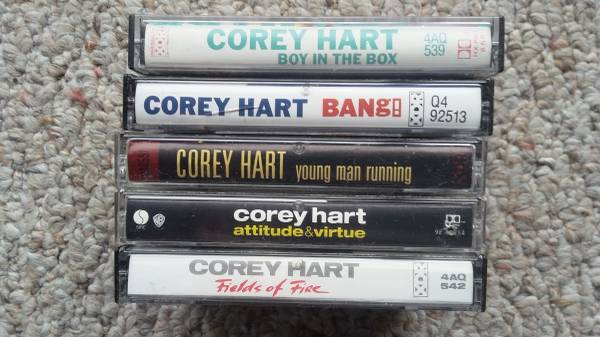 COREY HART
BOY IN THE BOX
4AQ
539
COREY HART BANG!
Q4
92513
COREY HART young man running
corey hart
attitude & virtue
COREY HART
Fields of Fire
4AQ
542